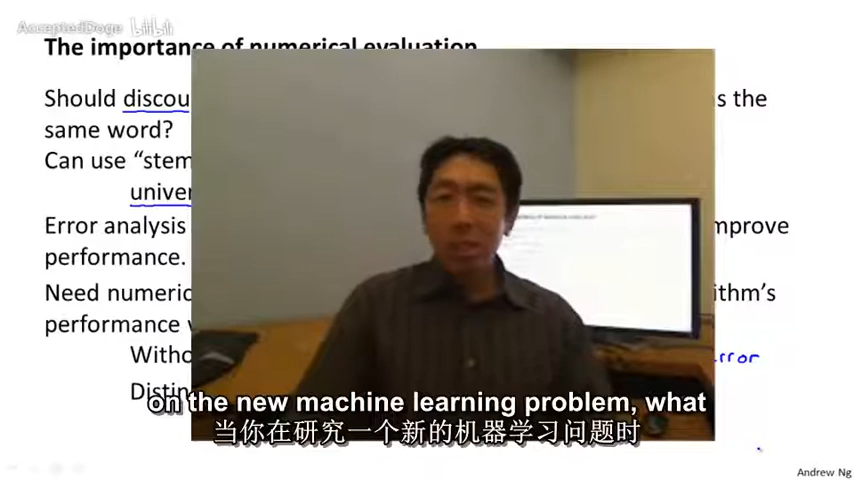 AcceptedDoge bilibili
The importance of numerical evaluation
Should discou s the
same word?
Can use “stem
univer
Error analysis mprove
performance.
Need numeric ithm’s
performance
Witho rror
Distin
on the new machine learning problem, what
当你在研究一个新的机器学习问题时
Andrew Ng